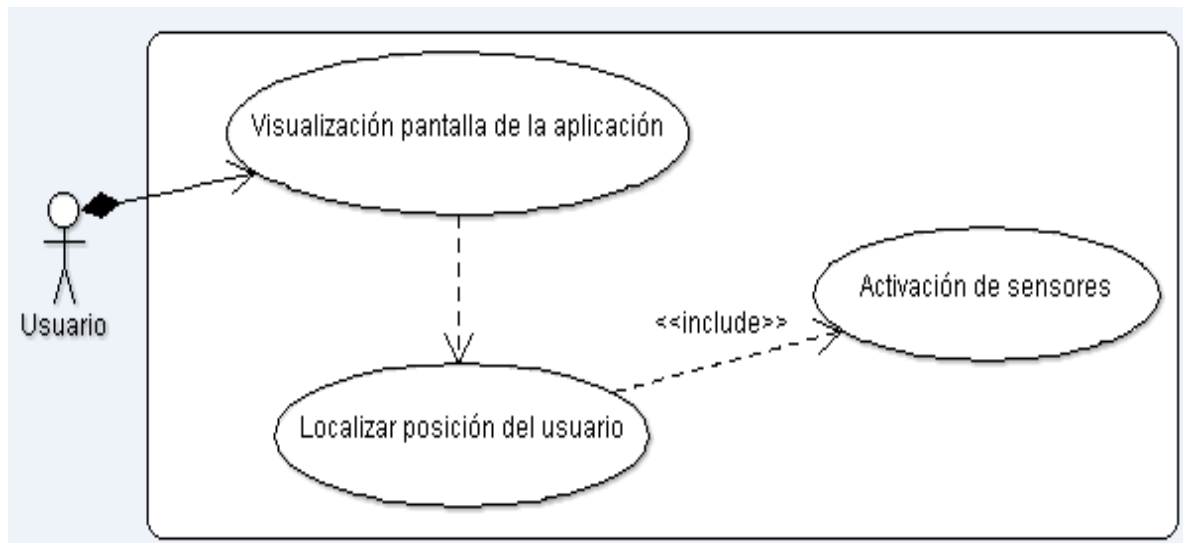 Visualización pantalla de la aplicación
Activación de sensores
<<include>>
Usuario
Localizar posición del usuario